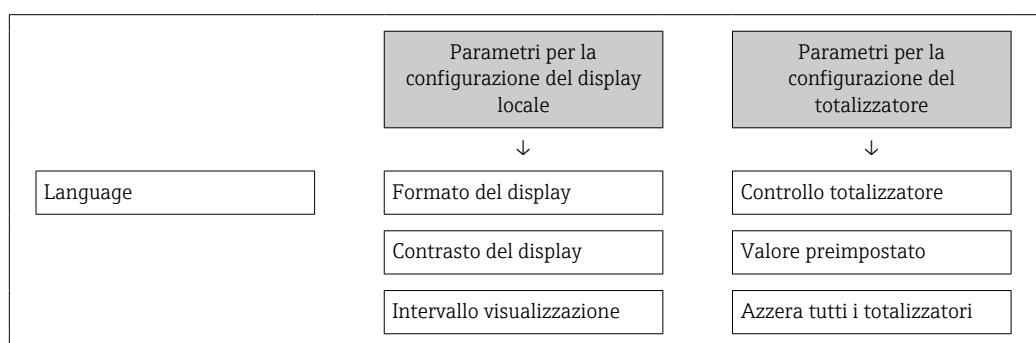 Parametri per la
configurazione del display
locale
Parametri per la
configurazione del
totalizzatore
↓
↓
Language
Formato del display
Controllo totalizzatore
Contrasto del display
Valore preimpostato
Intervallo visualizzazione
Azzera tutti i totalizzatori